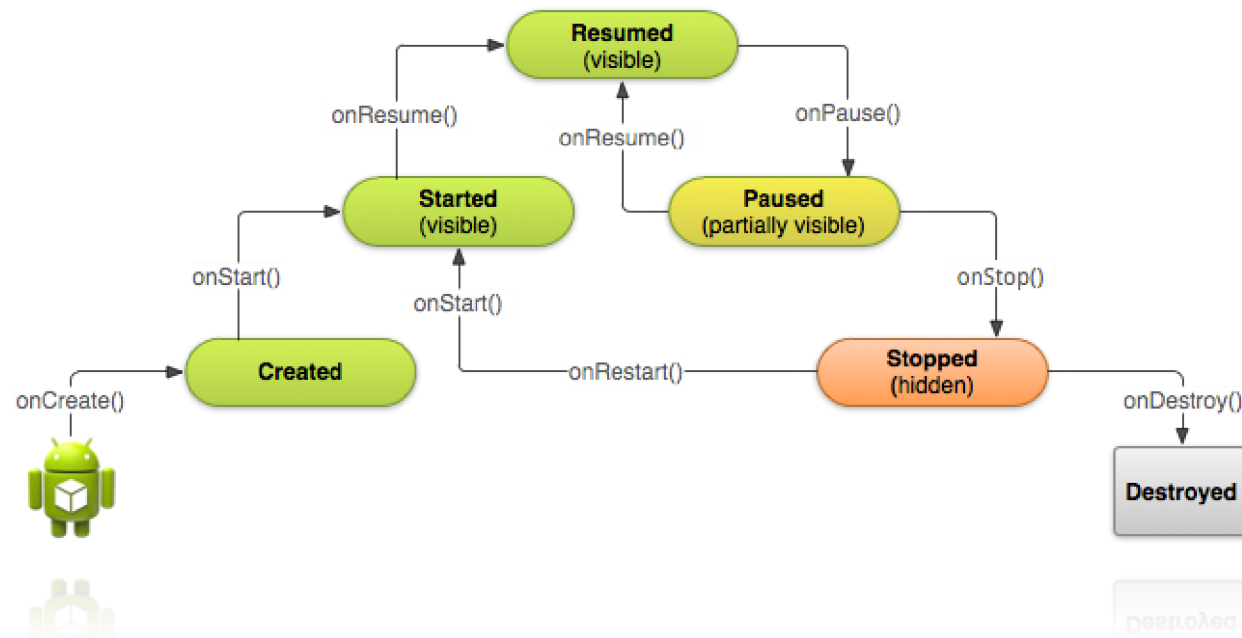 Resumed
(visible)
onResume()
onPause()
onResume()
Started
(visible)
Paused
(partially visible)
onStart()
onStart()
onStop()
Created
onRestart()
Stopped
(hidden)
onCreate()
onDestroy()
Destroyed
Destroyed